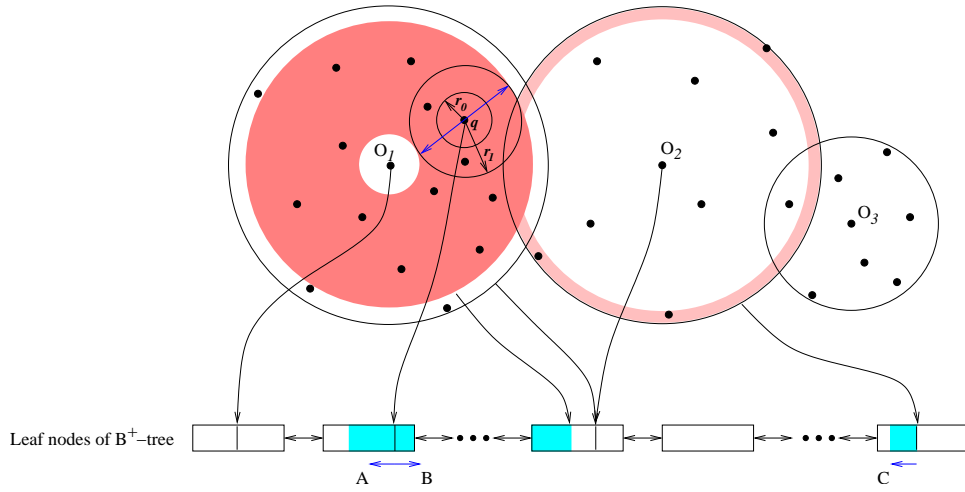 r0
q
O1
r1
O2
O3
Leaf nodes of B+–tree
A B C